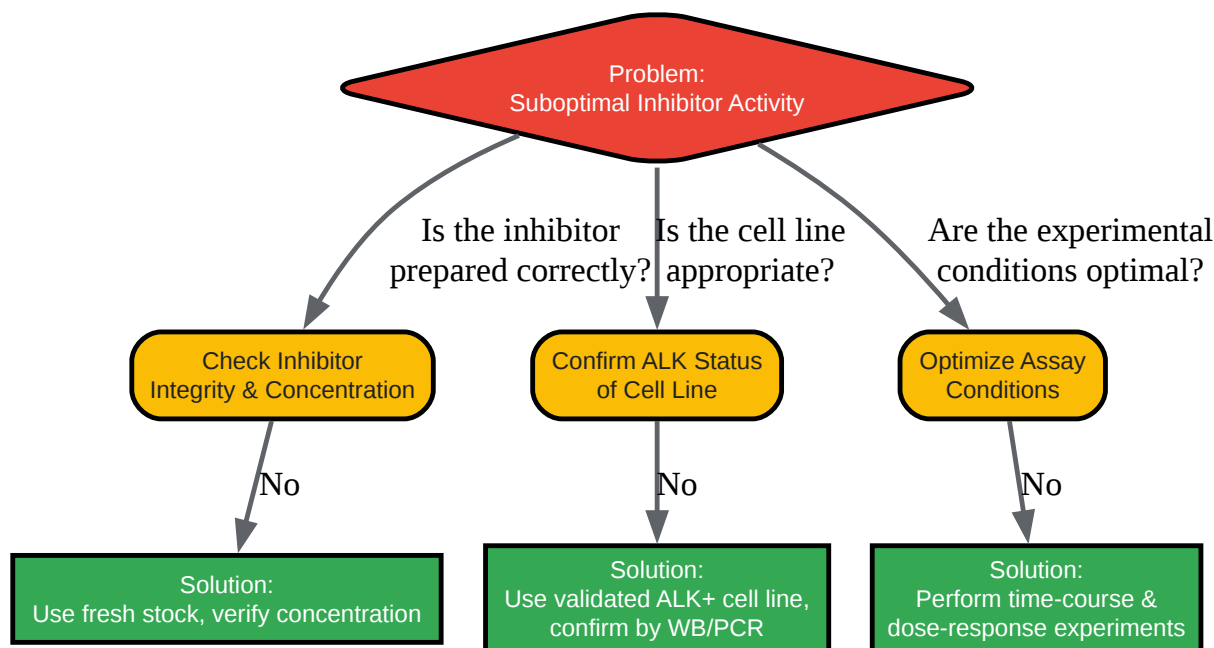 Problem:
Suboptimal Inhibitor Activity
Is the inhibitor
prepared correctly?
Is the cell line
appropriate?
Are the experimental
conditions optimal?
Check Inhibitor
Integrity & Concentration
Confirm ALK Status
of Cell Line
Optimize Assay
Conditions
No
No
No
Solution:
Use fresh stock, verify concentration
Solution:
Use validated ALK+ cell line,
confirm by WB/PCR
Solution:
Perform time-course &
dose-response experiments